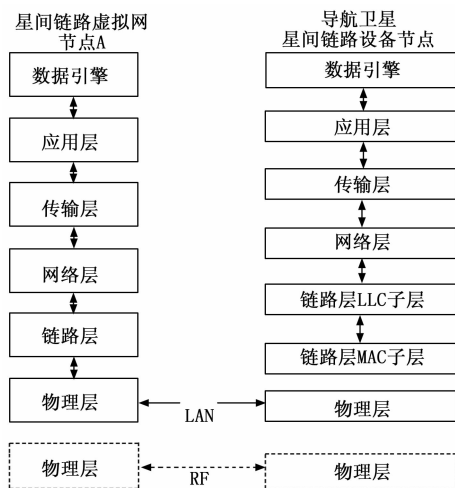 星间链路虚拟网
节点A
数据引擎
应用层
传输层
网络层
链路层
物理层
物理层
导航卫星
星间链路设备节点
数据引擎
应用层
传输层
网络层
链路层LLC子层
链路层MAC子层
物理层
物理层
LAN
RF